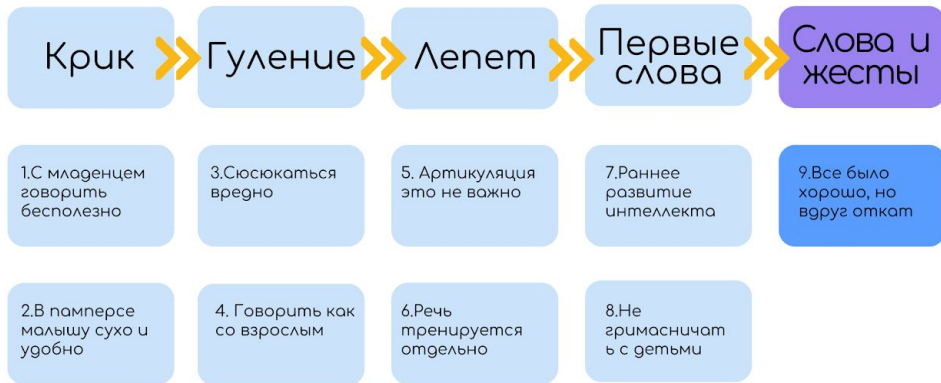 Крик
Гуление
Лепет
Первые
слова
Слова и
жесты
1.С младенцем
говорить
бесполезно
3.Сюсюкаться
вредно
5. Артикуляция
это не важно
7.Раннее
развитие
интеллекта
9.Все было
хорошо, но
вдруг откат
2.В памперсе
малышу сухо и
удобно
4. Говорить как
со взрослым
6.Речь
тренируется
отдельно
8.Не
гримасничат
ь с детьми